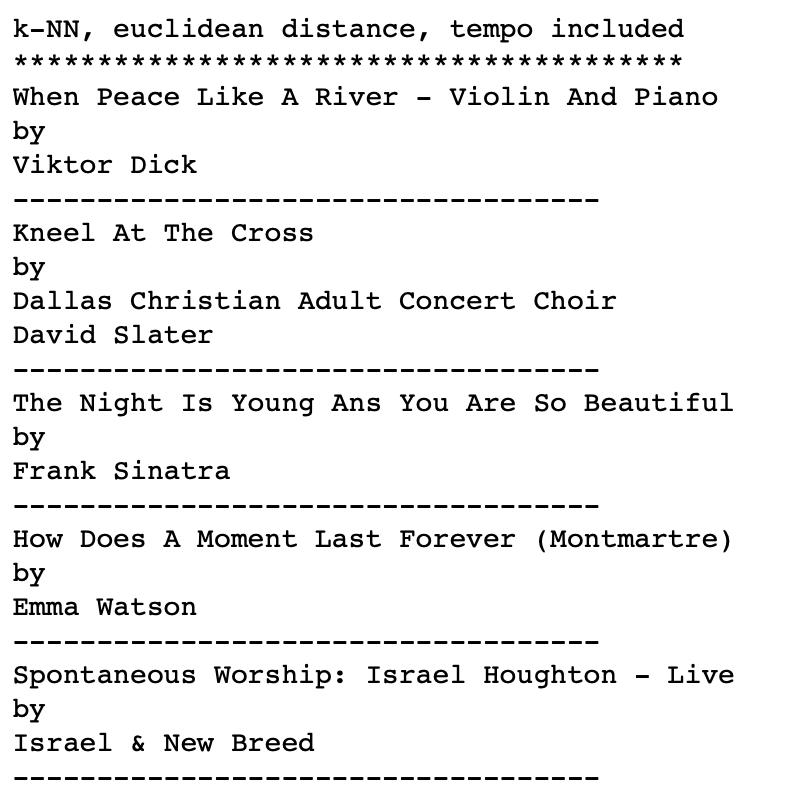 k-NN, euclidean distance, tempo included
****************************************
When Peace Like A River - Violin And Piano
by
Viktor Dick
-----------------------------------
Kneel At The Cross
by
Dallas Christian Adult Concert Choir
David Slater
-----------------------------------
The Night Is Young Ans You Are So Beautiful
by
Frank Sinatra
-----------------------------------
How Does A Moment Last Forever (Montmartre)
by
Emma Watson
-----------------------------------
Spontaneous Worship: Israel Houghton - Live
by
Israel & New Breed
-----------------------------------